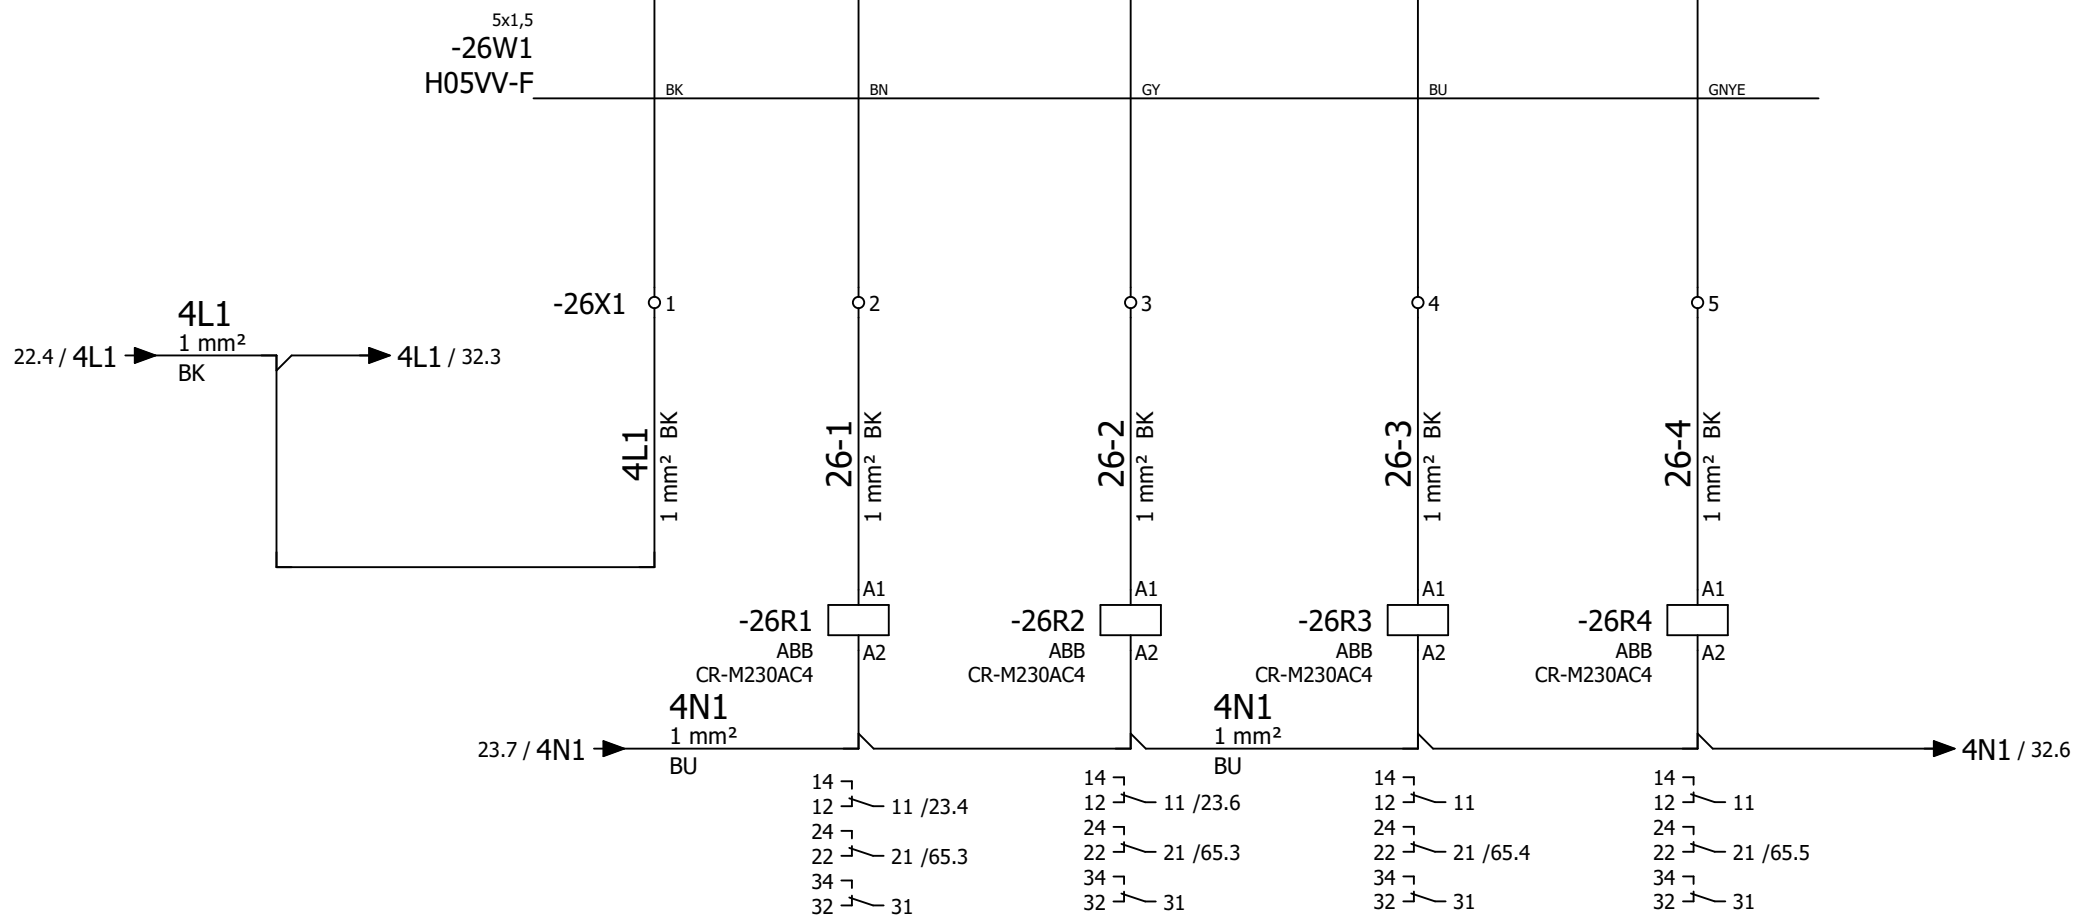 5x1,5
-26W1
H05VV-F
BK BN GY BU GNYE
-26X1 1 2 3 4 5
4L1
1 mm²
BK
22.4 / 4L1
4L1 / 32.3
4L1
1 mm² BK
26-1
1 mm² BK
26-2
1 mm² BK
26-3
1 mm² BK
26-4
1 mm² BK
A1 A1 A1 A1
-26R1 -26R2 -26R3 -26R4
ABB A2 ABB A2 ABB A2 ABB A2
CR-M230AC4 CR-M230AC4 CR-M230AC4 CR-M230AC4
4N1 4N1
1 mm² 1 mm²
23.7 / 4N1 4N1 / 32.6
BU BU
14 14 14 14
12 11 /23.4 12 11 /23.6 12 11 12 11
24 24 24 24
22 21 /65.3 22 21 /65.3 22 21 /65.4 22 21 /65.5
34 34 34 34
32 31 32 31 32 31 32 31